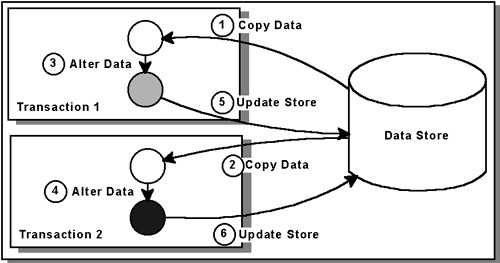 1 Copy Data
3 Alter Data
5 Update Store
Transaction 1
Data Store
2 Copy Data
4 Alter Data
Transaction 2
6 Update Store